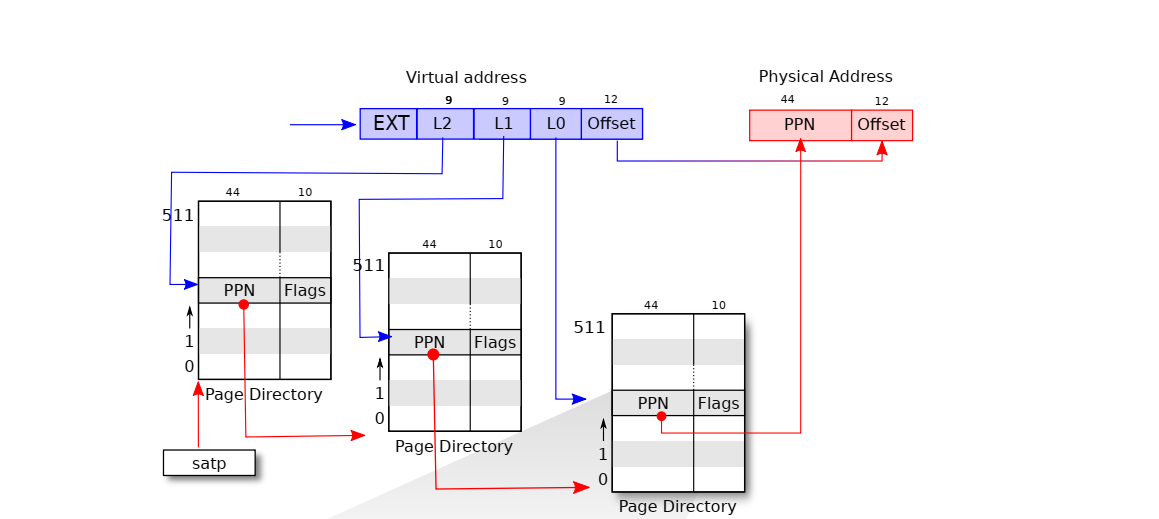 Virtual address
Physical Address
9 9 9 12
44 12
EXT L2 L1 L0 Offset
PPN Offset
44 10
511
PPN Flags
1
0
Page Directory
satp
44 10
511
PPN Flags
1
0
Page Directory
44 10
511
PPN Flags
1
0
Page Directory